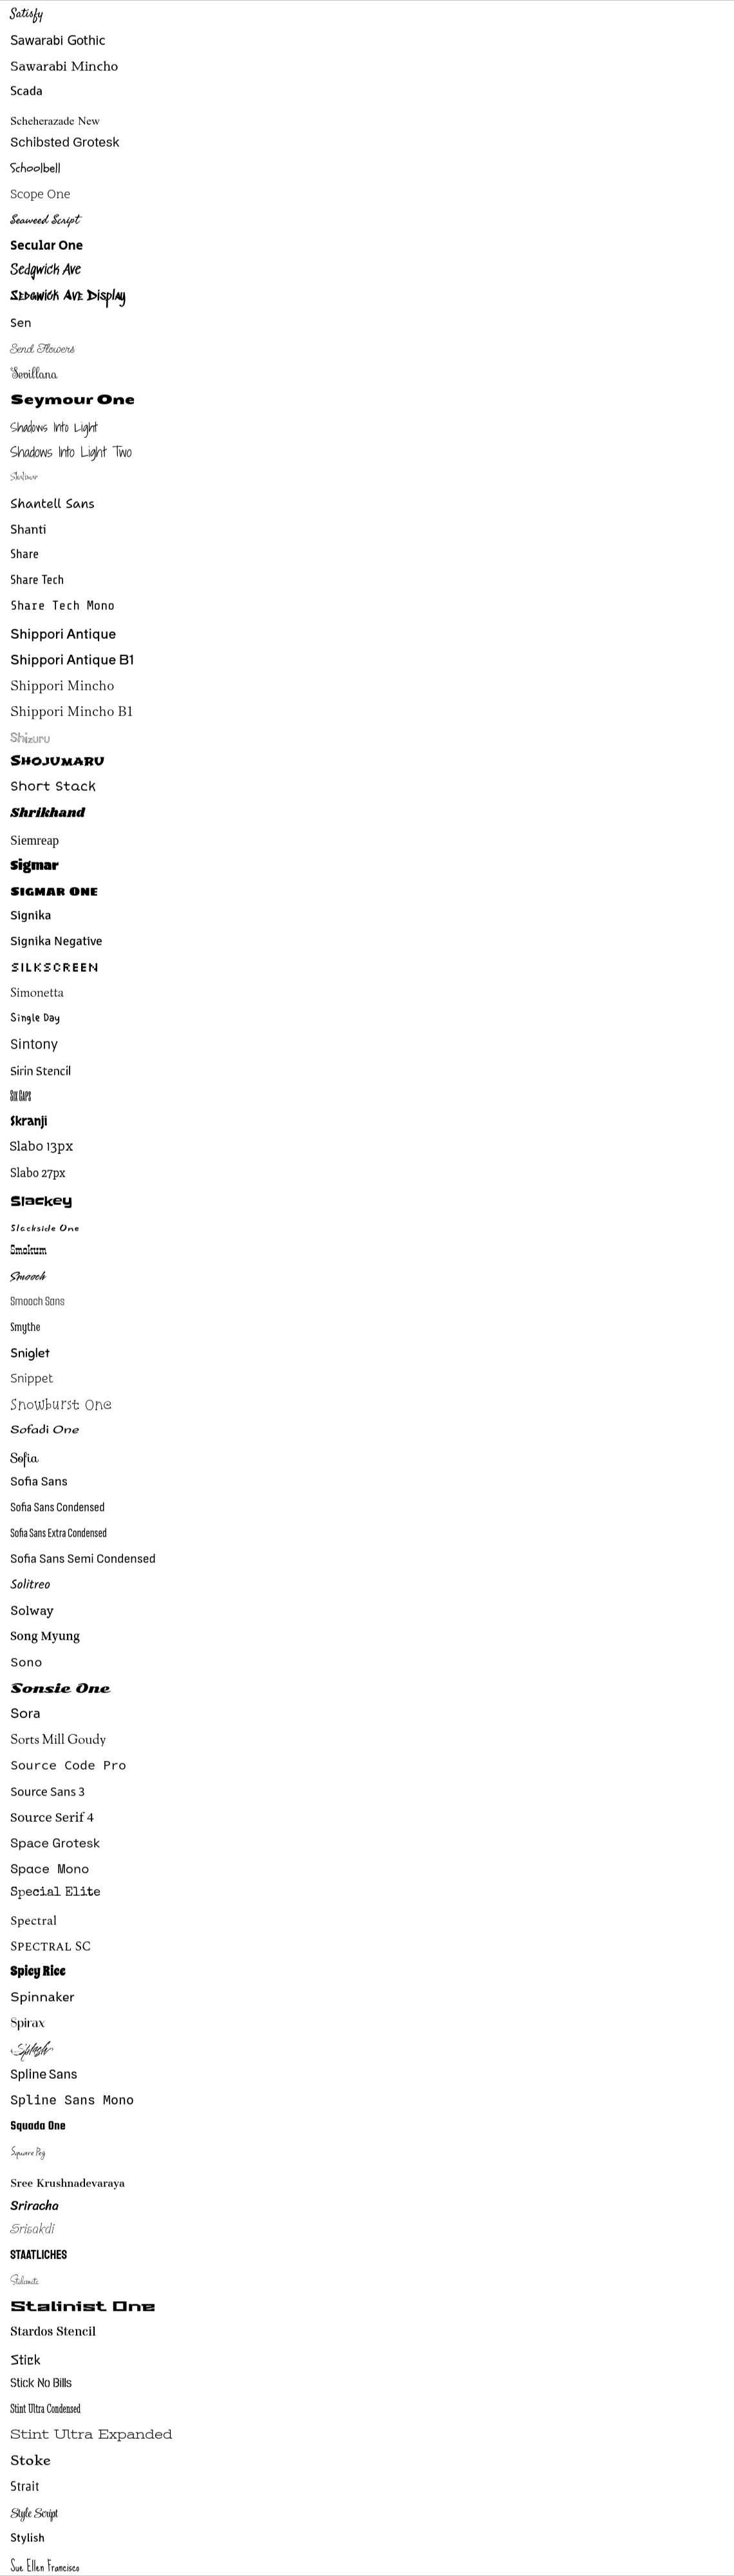 Satisfy
Sawarabi Gothic
Sawarabi Mincho
Scada
Scheherazade New
Schibsted Grotesk
Schoolbell
Scope One
Seaweed Script
Secular One
Sedgwick Ave
Sedgwick Ave Display
Sen
Send Flowers
Sevillana
Seymour One
Shadows Into Light
Shadows Into Light Two
Shalimar
Shantell Sans
Shanti
Share
Share Tech
Share Tech Mono
Shippori Antique
Shippori Antique B1
Shippori Mincho
Shippori Mincho B1
Shizuru
SHOJUMARU
Short Stack
Shrikhand
Siemreap
Sigmar
SIGMAR ONE
Signika
Signika Negative
SILKSCREEN
Simonetta
Single Day
Sintony
Sirin Stencil
SIX CAPS
Skranji
Slabo 13px
Slabo 27px
Slackey
Slackside One
Smokum
Smooch
Smooch Sans
Smythe
Sniglet
Snippet
Snowburst One
Sofadi One
Sofia
Sofia Sans
Sofia Sans Condensed
Sofia Sans Extra Condensed
Sofia Sans Semi Condensed
Solitreo
Solway
Song Myung
Sono
Sonsie One
Sora
Sorts Mill Goudy
Source Code Pro
Source Sans 3
Source Serif 4
Space Grotesk
Space Mono
Special Elite
Spectral
SPECTRAL SC
Spicy Rice
Spinnaker
Spirax
Splash
Spline Sans
Spline Sans Mono
Squada One
Square Peg
Sree Krushnadevaraya
Sriracha
Srisakdi
STAATLICHES
Stalemate
Stalinist One
Stardos Stencil
Stick
Stick No Bills
Stint Ultra Condensed
Stint Ultra Expanded
Stoke
Strait
Style Script
Stylish
Sue Ellen Francisco